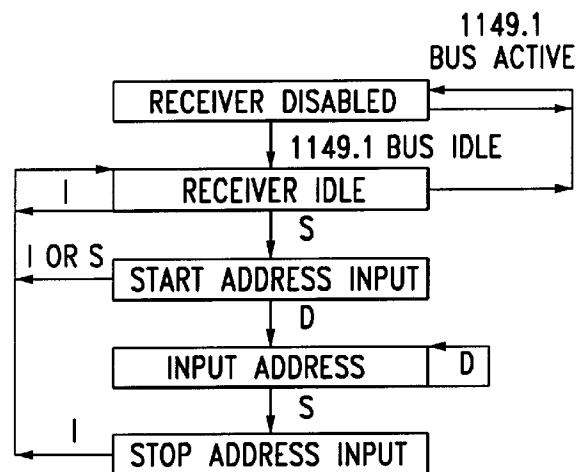 1149.1
BUS ACTIVE
RECEIVER DISABLED
1149.1 BUS IDLE
I
RECEIVER IDLE
S
I OR S
START ADDRESS INPUT
D
INPUT ADDRESS
D
S
I
STOP ADDRESS INPUT